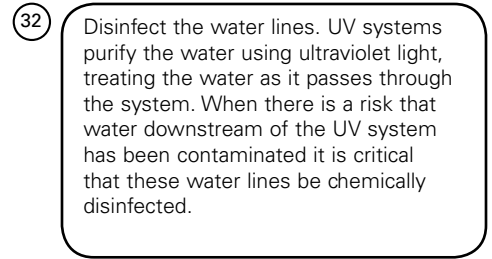 32
Disinfect the water lines. UV systems
purify the water using ultraviolet light,
treating the water as it passes through
the system. When there is a risk that
water downstream of the UV system
has been contaminated it is critical
that these water lines be chemically
disinfected.